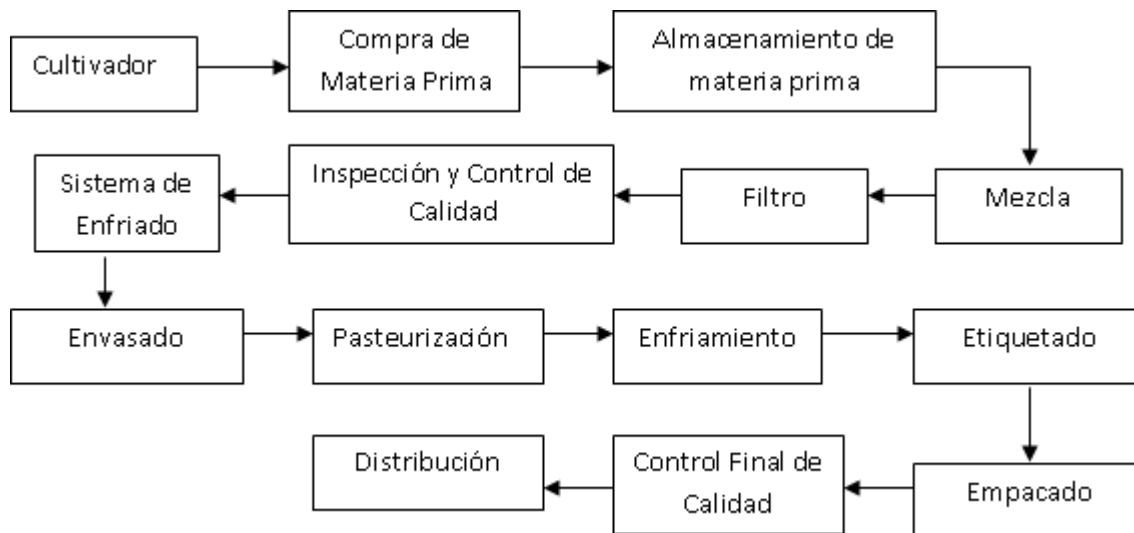 Cultivador
Compra de
Materia Prima
Almacenamiento de
materia prima
Mezcla
Filtro
Inspección y Control de
Calidad
Sistema de
Enfriado
Envasado
Pasteurización
Enfriamiento
Etiquetado
Empacado
Control Final de
Calidad
Distribución